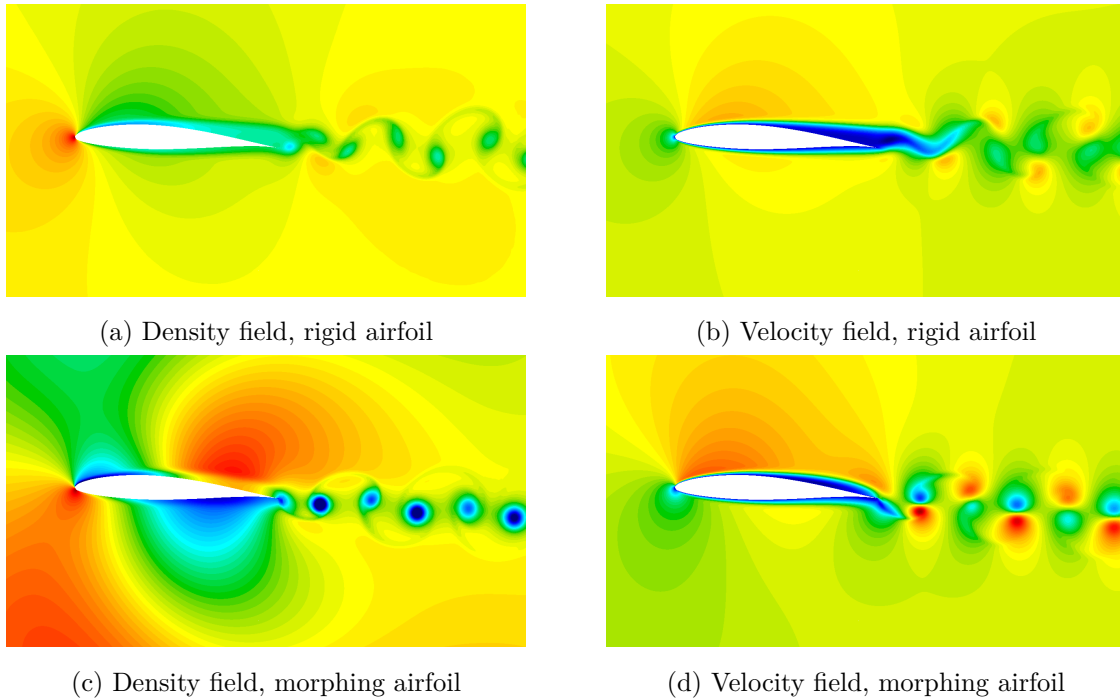 (a) Density field, rigid airfoil
(b) Velocity field, rigid airfoil
(c) Density field, morphing airfoil
(d) Velocity field, morphing airfoil